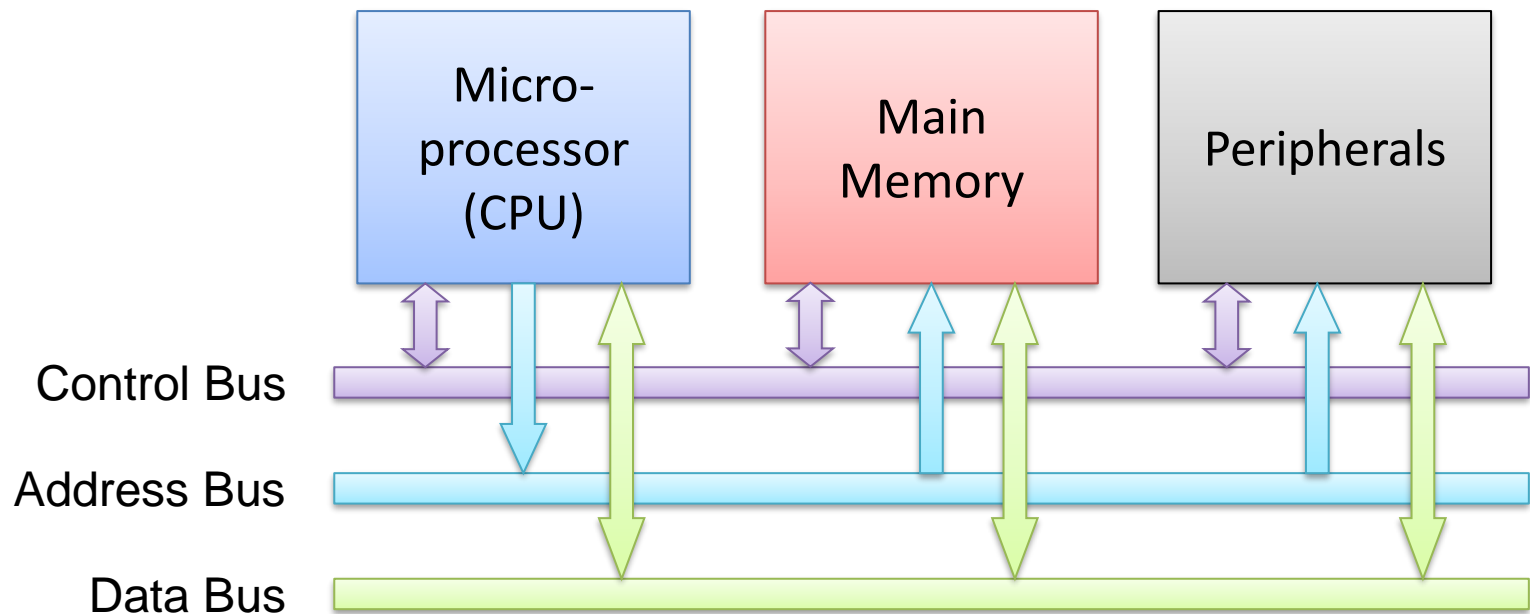 Micro-
processor
(CPU)
Main
Memory
Peripherals
Control Bus
Address Bus
Data Bus